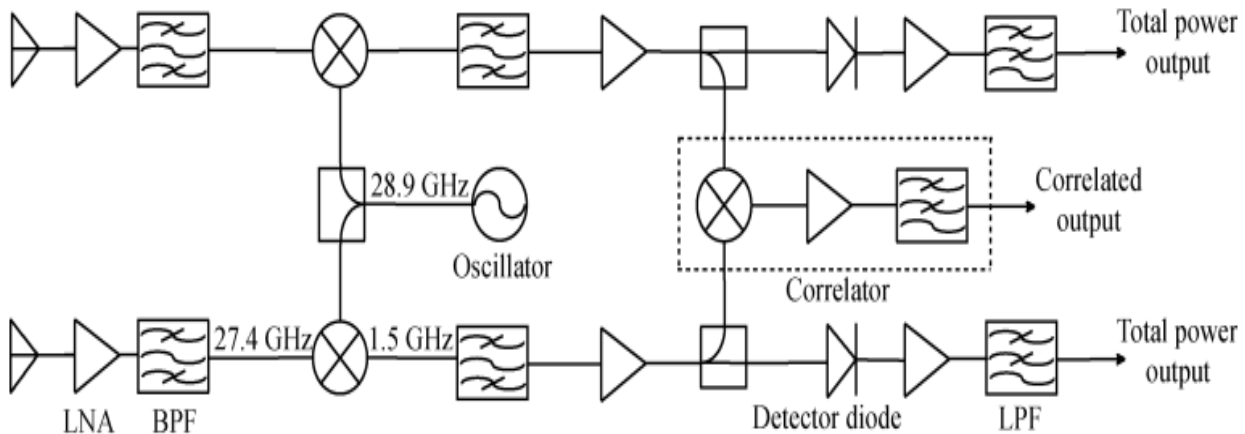 Total power
output
28.9 GHz
Oscillator
Correlated
output
Correlator
27.4 GHz
1.5 GHz
Total power
output
LNA
BPF
Detector diode
LPF